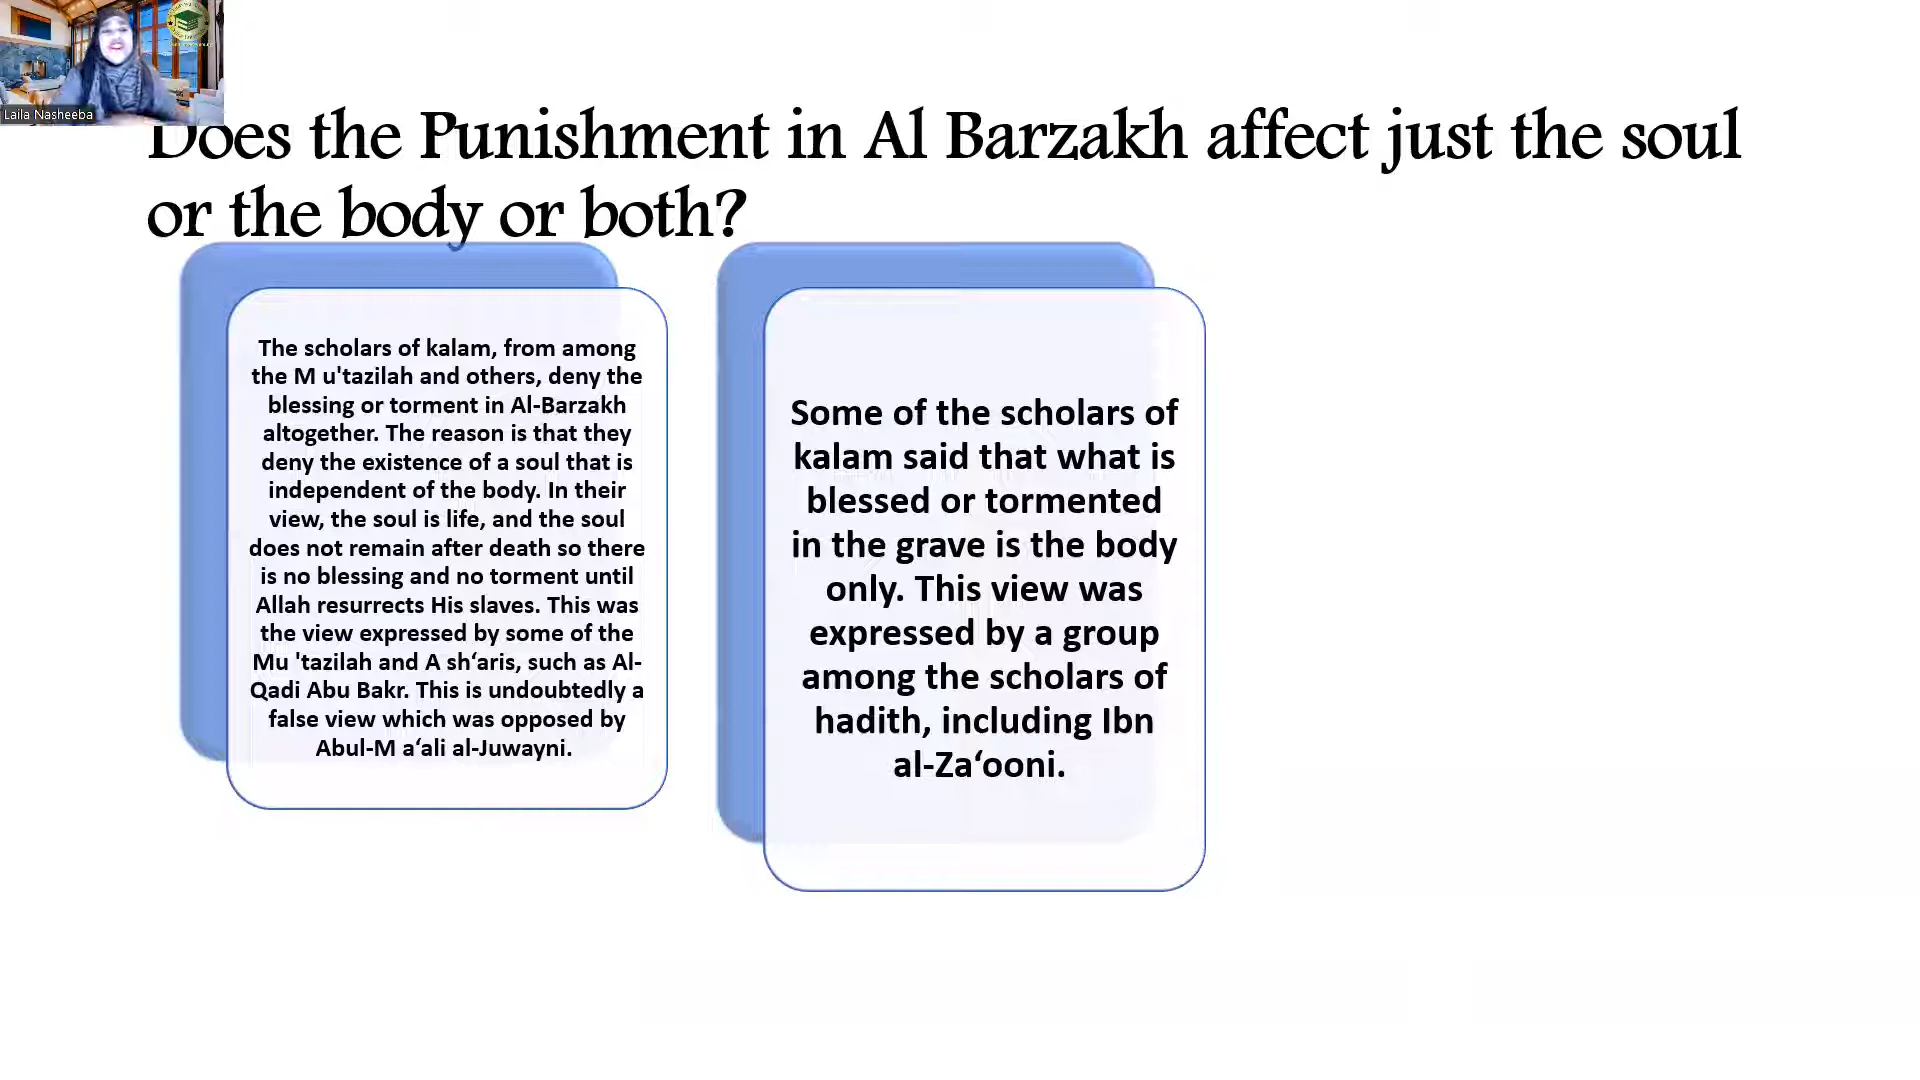 Laila Nasheeba
Does the Punishment in Al Barzakh affect just the soul
or the body or both?
The scholars of kalam, from among
the M u'tazilah and others, deny the
blessing or torment in Al-Barzakh
altogether. The reason is that they
deny the existence of a soul that is
independent of the body. In their
view, the soul is life, and the soul
does not remain after death so there
is no blessing and no torment until
Allah resurrects His slaves. This was
the view expressed by some of the
Mu 'tazilah and A sh‘aris, such as Al-
Qadi Abu Bakr. This is undoubtedly a
false view which was opposed by
Abul-M a‘ali al-Juwayni.
Some of the scholars of
kalam said that what is
blessed or tormented
in the grave is the body
only. This view was
expressed by a group
among the scholars of
hadith, including Ibn
al-Za‘ooni.